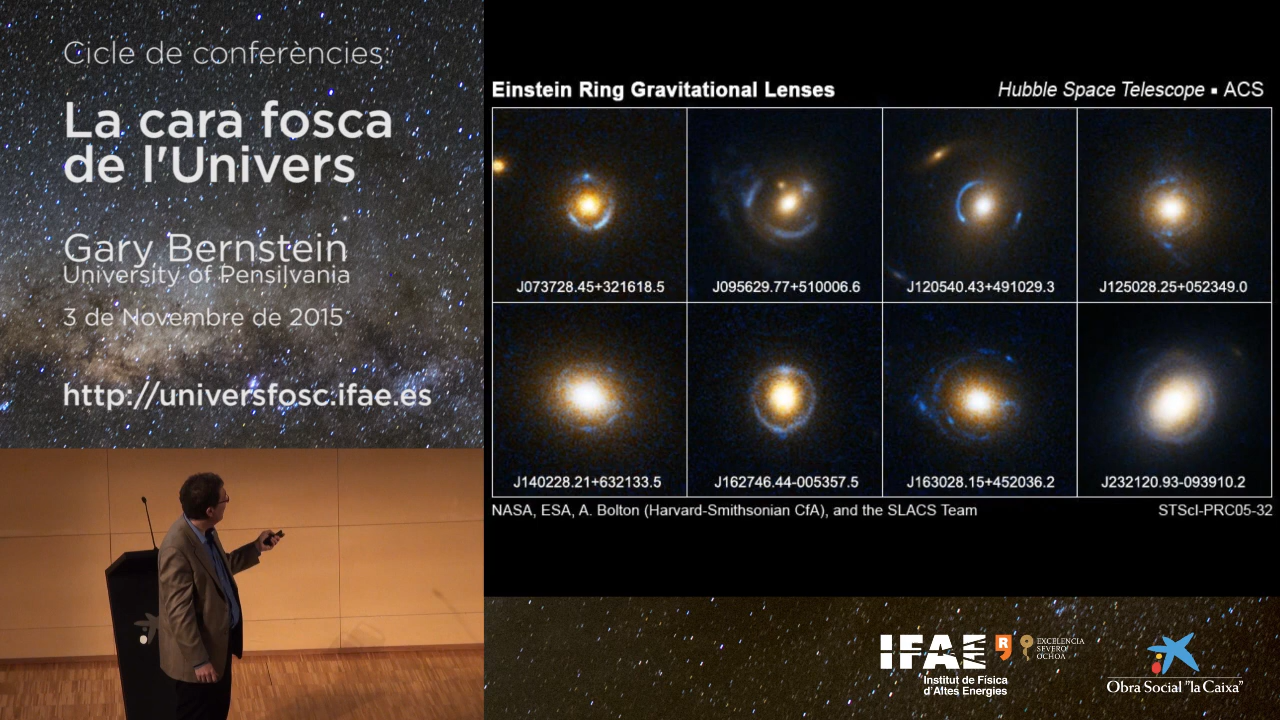 Cicle de conferències:
La cara fosca
de l'Univers
Gary Bernstein
University of Pensilvania
3 de Novembre de 2015
http://universfosc.ifae.es
Einstein Ring Gravitational Lenses
Hubble Space Telescope ▪ ACS
J073728.45+321618.5
J095629.77+510006.6
J120540.43+491029.3
J125028.25+052349.0
J140228.21+632133.5
J162746.44-005357.5
J163028.15+452036.2
J232120.93-093910.2
NASA, ESA, A. Bolton (Harvard-Smithsonian CfA), and the SLACS Team
STScI-PRC05-32
IFAE
Institut de Física
d'Altes Energies
EXCELENCIA
SEVERO
OCHOA
Obra Social "la Caixa"